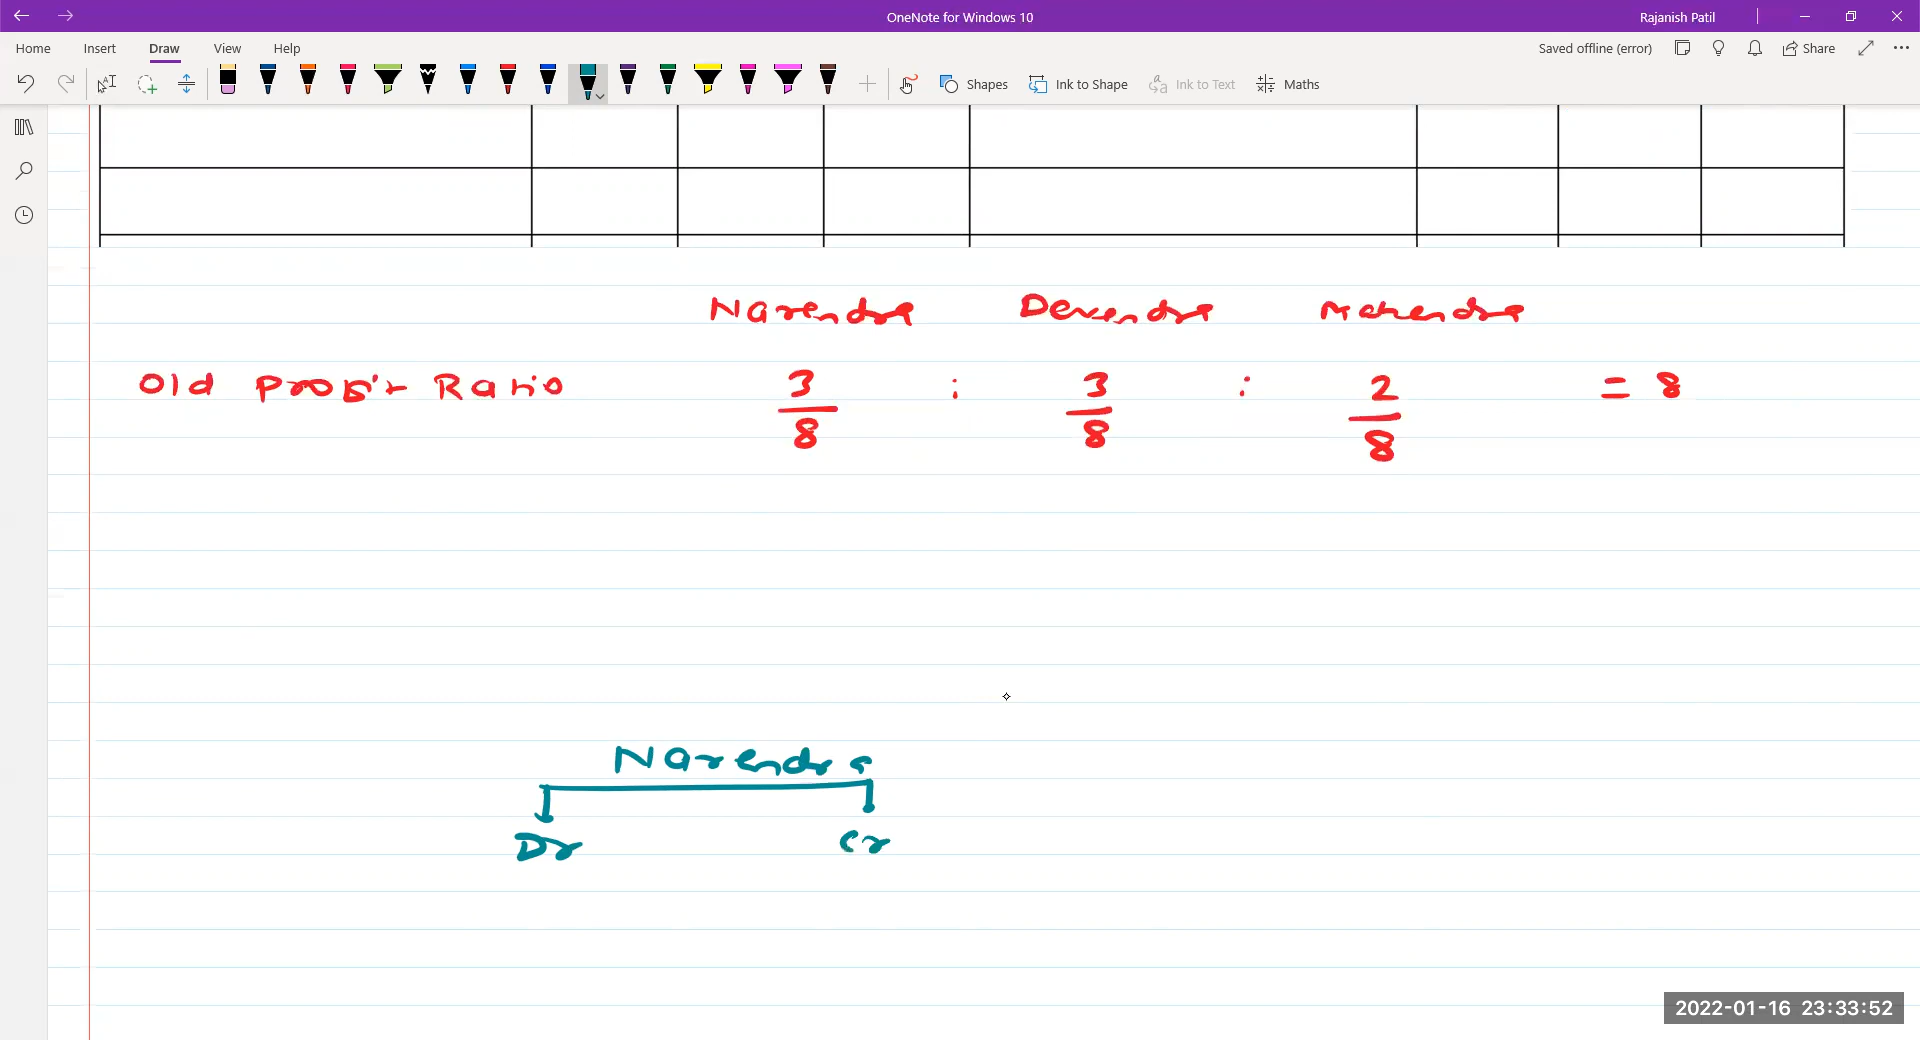 OneNote for Windows 10
Rajanish Patil
Home Insert Draw View Help
Saved offline (error) Share
Shapes Ink to Shape Ink to Text Maths
Narendra Devendra Mahendra
Old Profit Ratio 3/8 : 3/8 : 2/8 = 8
Narendra
Dr Cr
2022-01-16 23:33:52